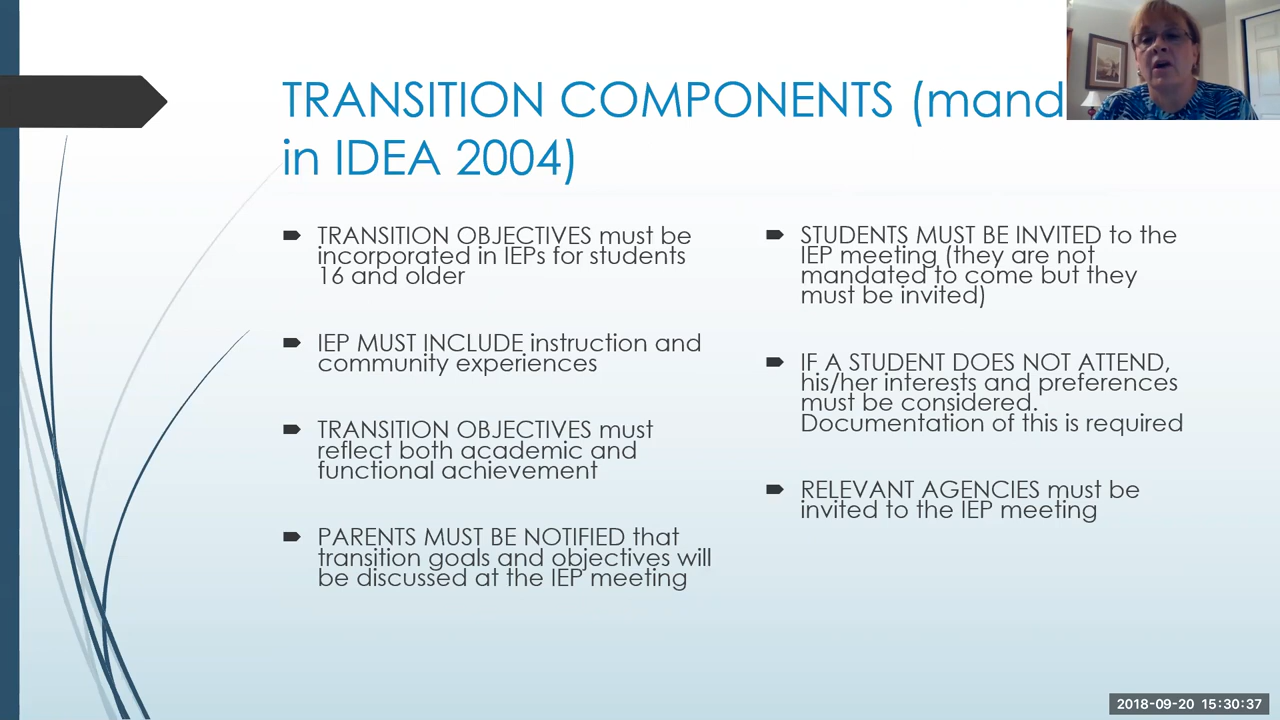 TRANSITION COMPONENTS (mand
in IDEA 2004)
TRANSITION OBJECTIVES must be
incorporated in IEPs for students
16 and older
IEP MUST INCLUDE instruction and
community experiences
TRANSITION OBJECTIVES must
reflect both academic and
functional achievement
PARENTS MUST BE NOTIFIED that
transition goals and objectives will
be discussed at the IEP meeting
STUDENTS MUST BE INVITED to the
IEP meeting (they are not
mandated to come but they
must be invited)
IF A STUDENT DOES NOT ATTEND,
his/her interests and preferences
must be considered.
Documentation of this is required
RELEVANT AGENCIES must be
invited to the IEP meeting
2018-09-20 15:30:37